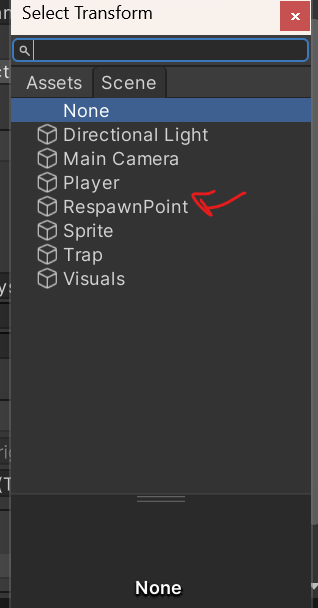 Select Transform
Assets Scene
None
Directional Light
Main Camera
Player
RespawnPoint
Sprite
Trap
Visuals
None